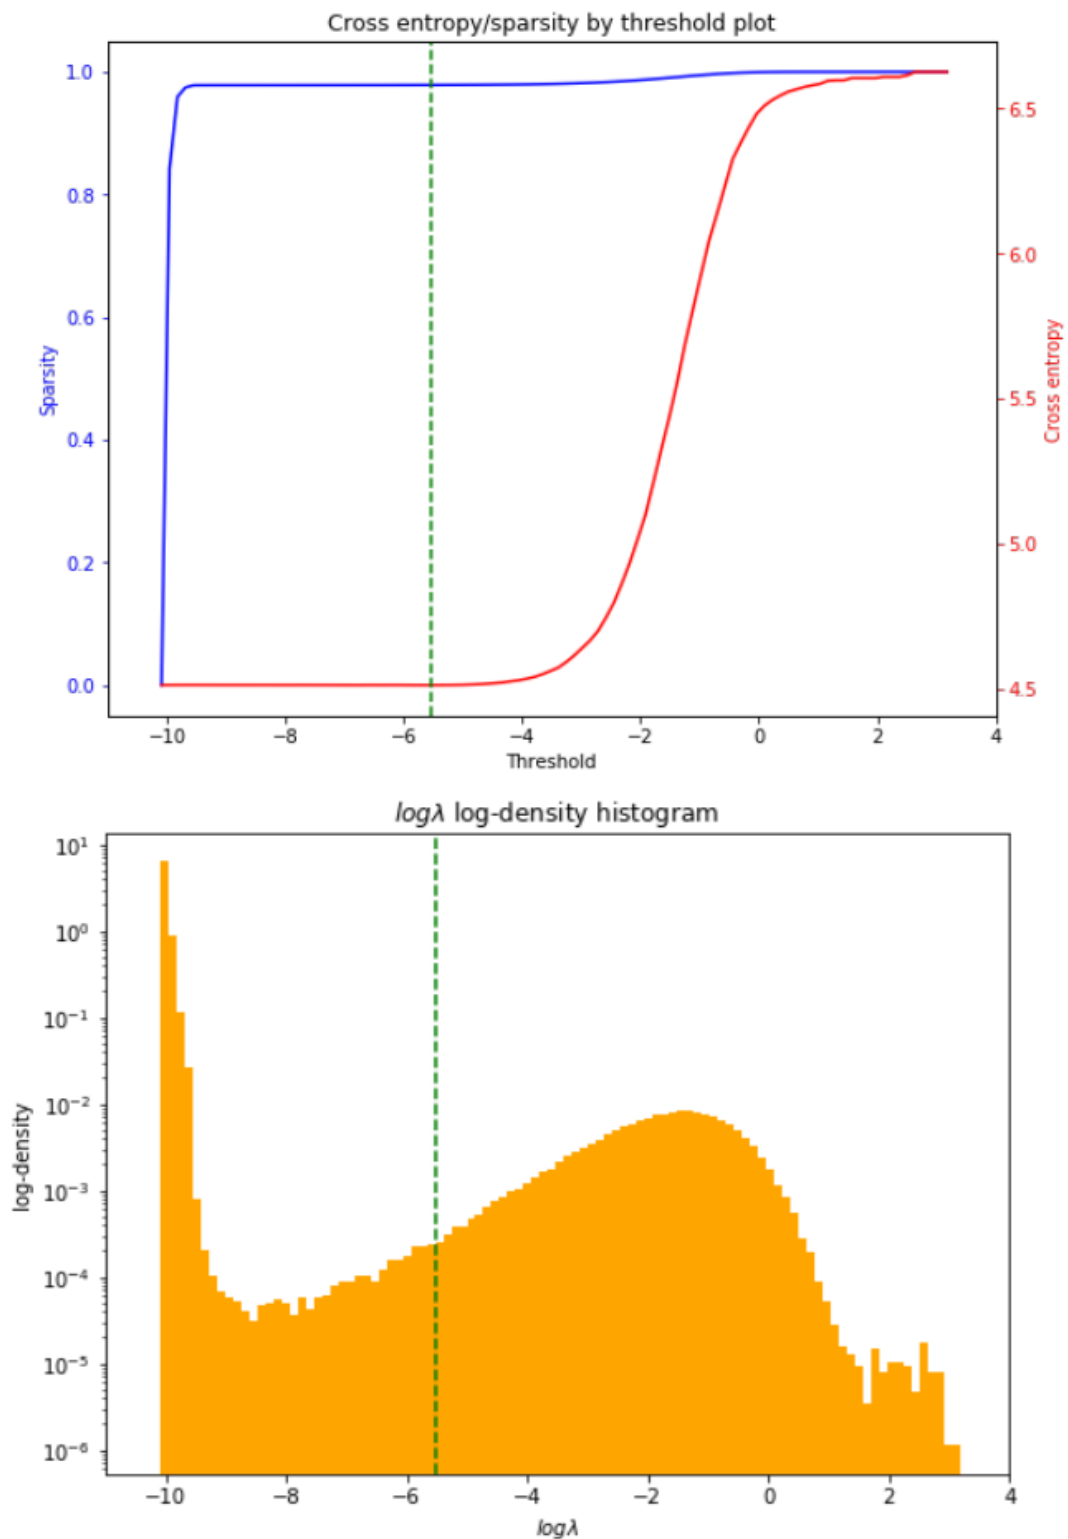 Cross entropy/sparsity by threshold plot
1.0
0.8
0.6
0.4
0.2
0.0
Sparsity
6.5
6.0
5.5
5.0
4.5
Cross entropy
−10 −8 −6 −4 −2 0 2 4
Threshold
logλ log-density histogram
10¹
10⁰
10⁻¹
10⁻²
10⁻³
10⁻⁴
10⁻⁵
10⁻⁶
log-density
−10 −8 −6 −4 −2 0 2 4
logλ